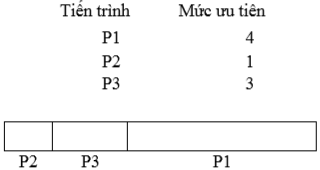 Tiến trình Mức ưu tiên
P1 4
P2 1
P3 3
P2 P3 P1